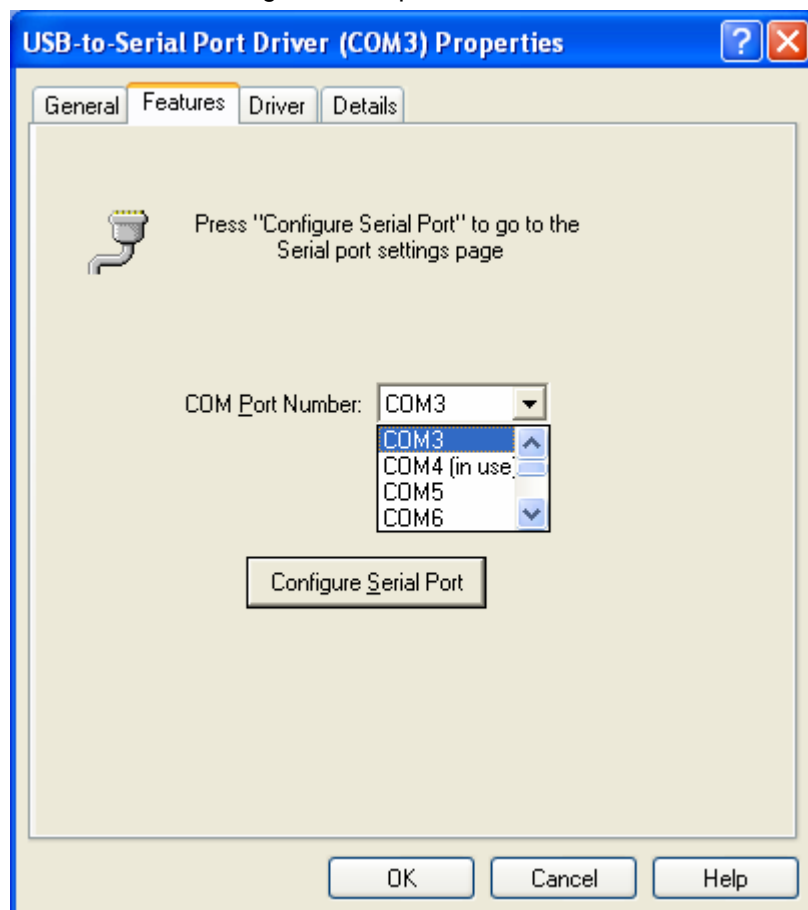 USB-to-Serial Port Driver (COM3) Properties
General Features Driver Details
Press "Configure Serial Port" to go to the
Serial port settings page
COM Port Number: COM3
COM3
COM4 (in use)
COM5
COM6
Configure Serial Port
OK Cancel Help